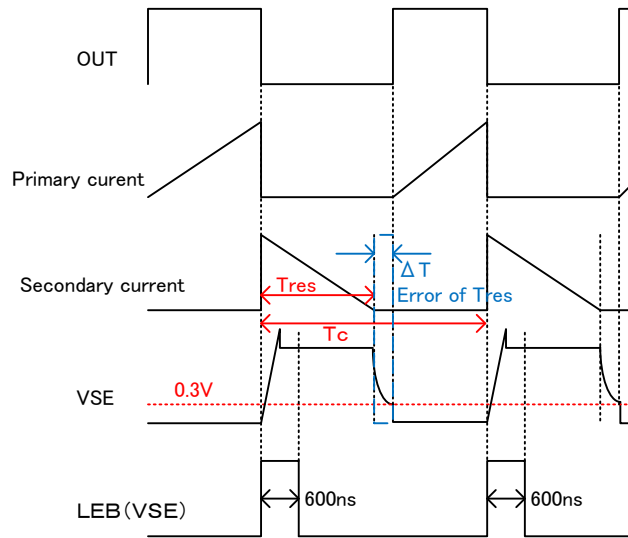 OUT
Primary curent
Secondary current
ΔT
Tres
Error of Tres
Tc
VSE
0.3V
LEB(VSE)
600ns
600ns